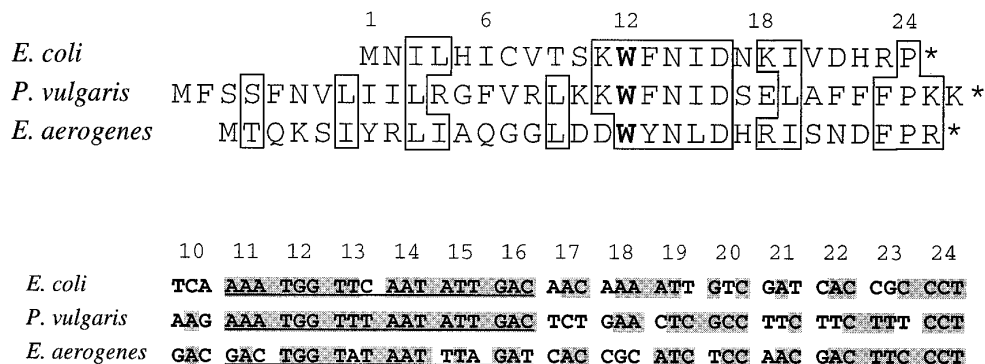 1 6 12 18 24
E. coli MNILHICVTSKWFNIDNKIVDHRP*
P. vulgaris MFSSFNVLIILRGFVRLKKWFNIDSELAFFFPKK*
E. aerogenes MTQKSIYRLIAQGGLDDWYNLDHRISNDFPR*
10 11 12 13 14 15 16 17 18 19 20 21 22 23 24
E. coli TCA AAA TGG TTC AAT ATT GAC AAC AAA ATT GTC GAT CAC CGC CCT
P. vulgaris AAG AAA TGG TTT AAT ATT GAC TCT GAA CTC GCC TTC TTC TTT CCT
E. aerogenes GAC GAC TGG TAT AAT TTA GAT CAC CGC ATC TCC AAC GAC TTC CCT